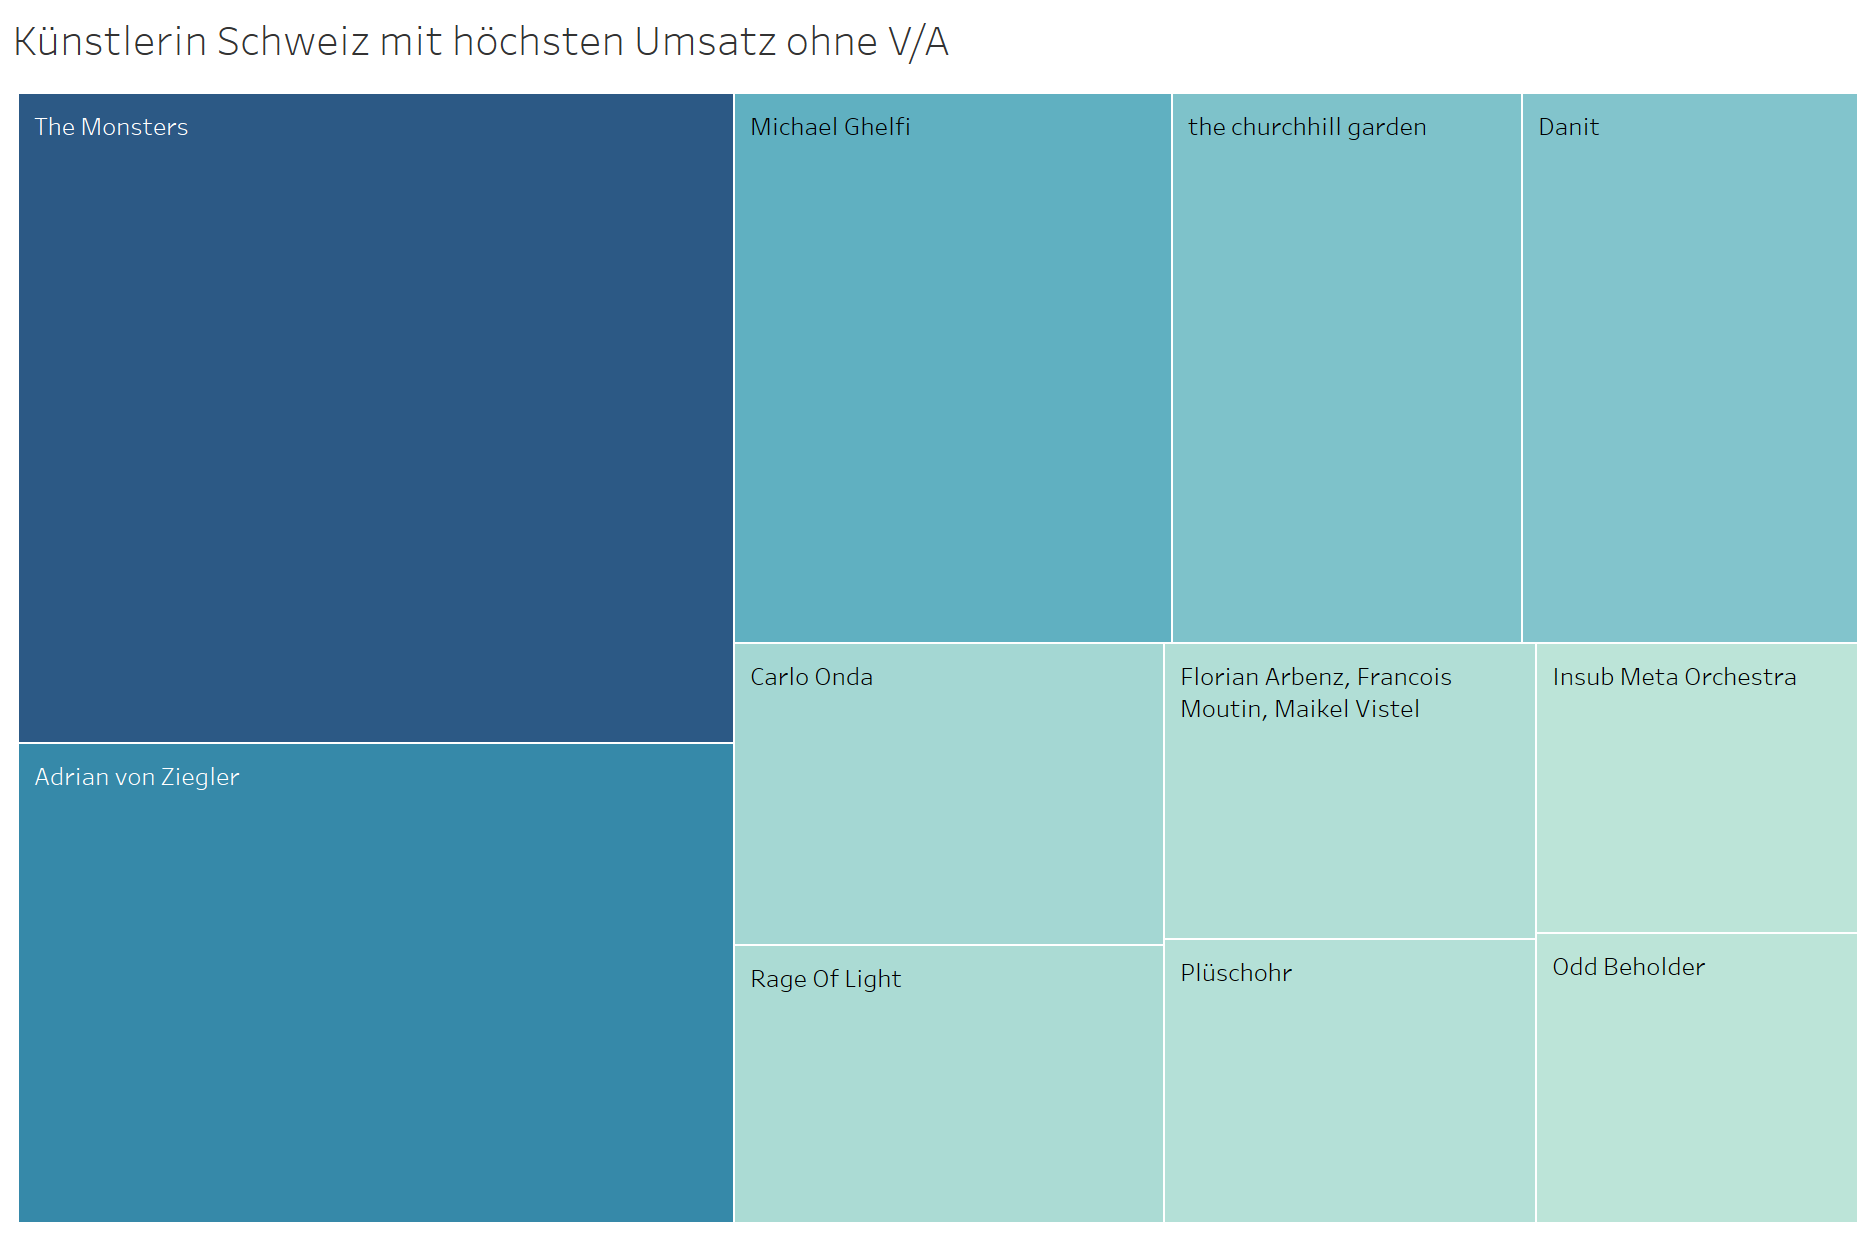 Künstlerin Schweiz mit höchsten Umsatz ohne V/A
The Monsters
Michael Ghelfi
the churchhill garden
Danit
Carlo Onda
Florian Arbenz, Francois
Moutin, Maikel Vistel
Insub Meta Orchestra
Adrian von Ziegler
Rage Of Light
Plüschohr
Odd Beholder